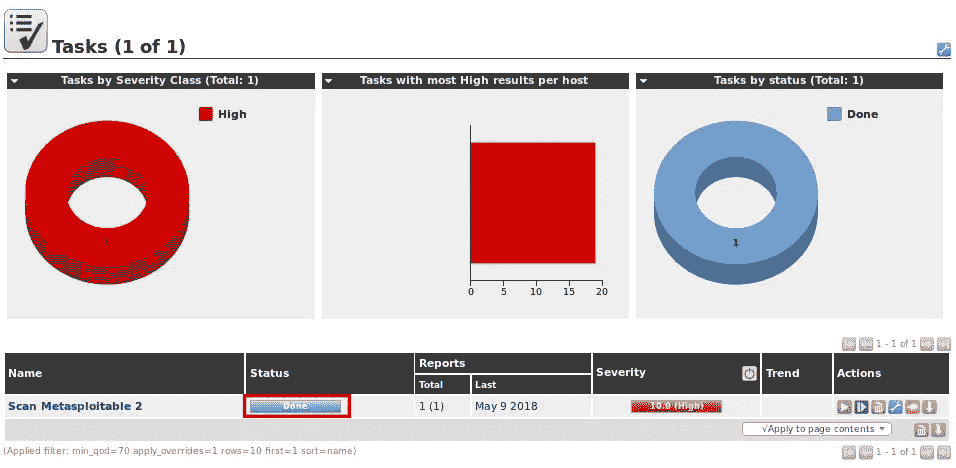 Tasks (1 of 1)
Tasks by Severity Class (Total: 1)
High
1
Tasks with most High results per host
0 5 10 15 20
Tasks by status (Total: 1)
Done
1
1 - 1 of 1
Name Status Reports Severity Trend Actions
Total Last
Scan Metasploitable 2 Done 1 (1) May 9 2018 10.0 (High)
√Apply to page contents
(Applied filter: min_qod=70 apply_overrides=1 rows=10 first=1 sort=name)
1 - 1 of 1